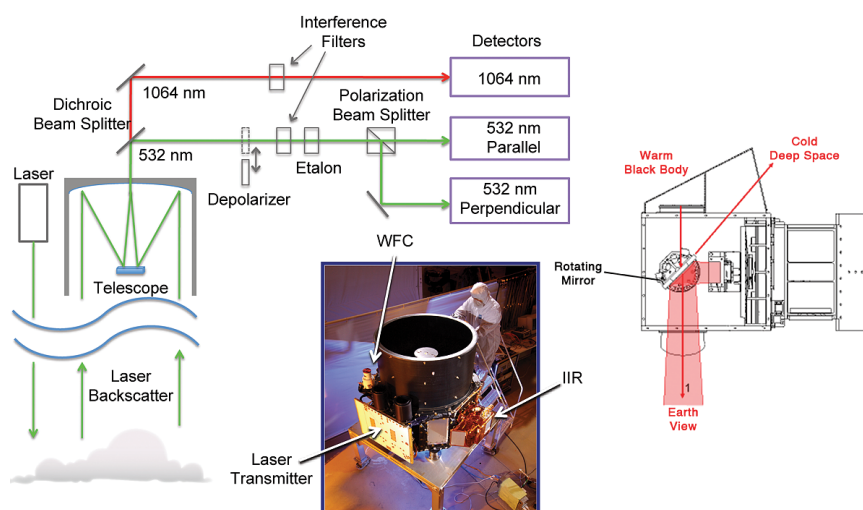 Interference
Filters
Detectors
1064 nm
1064 nm
Dichroic
Beam Splitter
Polarization
Beam Splitter
532 nm
Parallel
532 nm
Etalon
Depolarizer
532 nm
Perpendicular
Laser
Telescope
Laser
Backscatter
WFC
IIR
Laser
Transmitter
Warm
Black Body
Cold
Deep Space
Rotating
Mirror
1
Earth
View